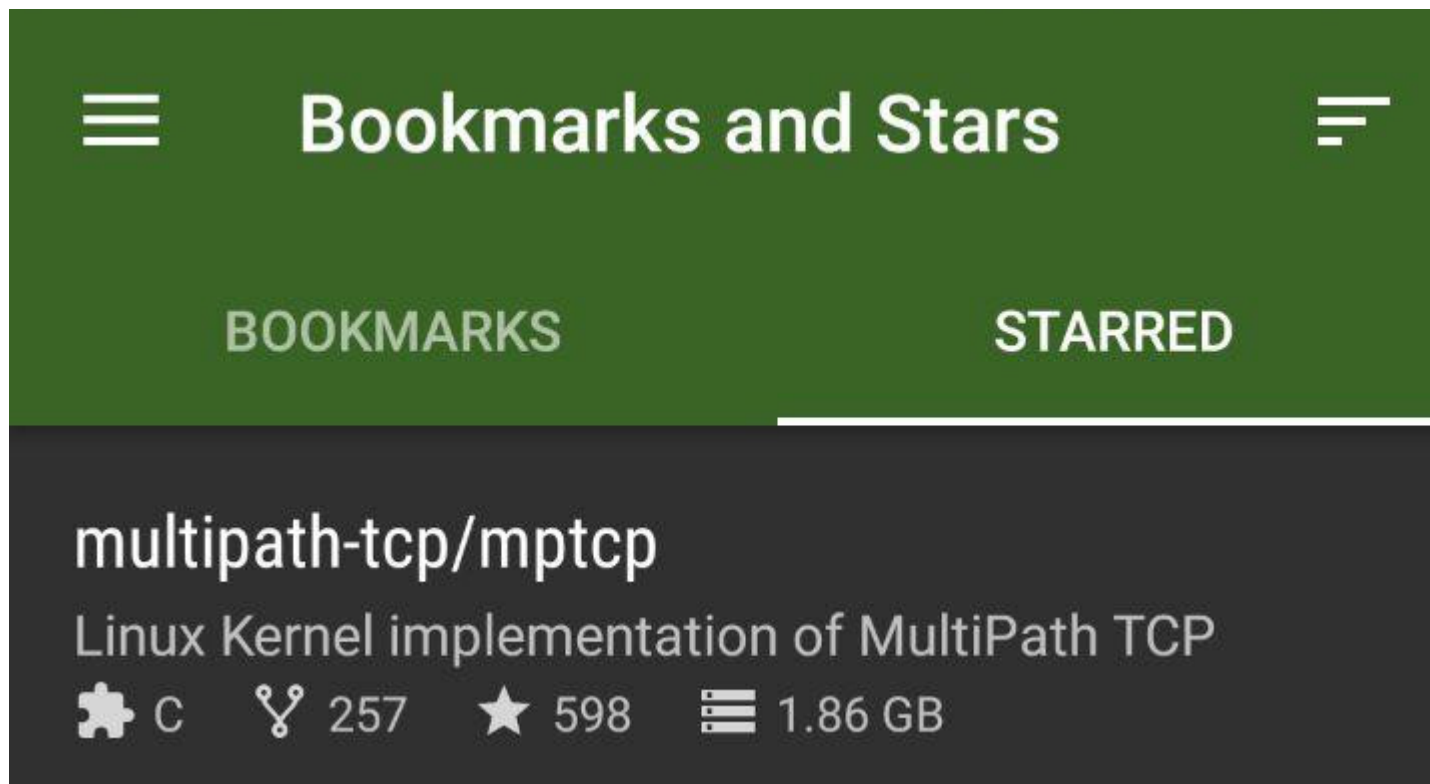 Bookmarks and Stars
BOOKMARKS STARRED
multipath-tcp/mptcp
Linux Kernel implementation of MultiPath TCP
C 257 598 1.86 GB